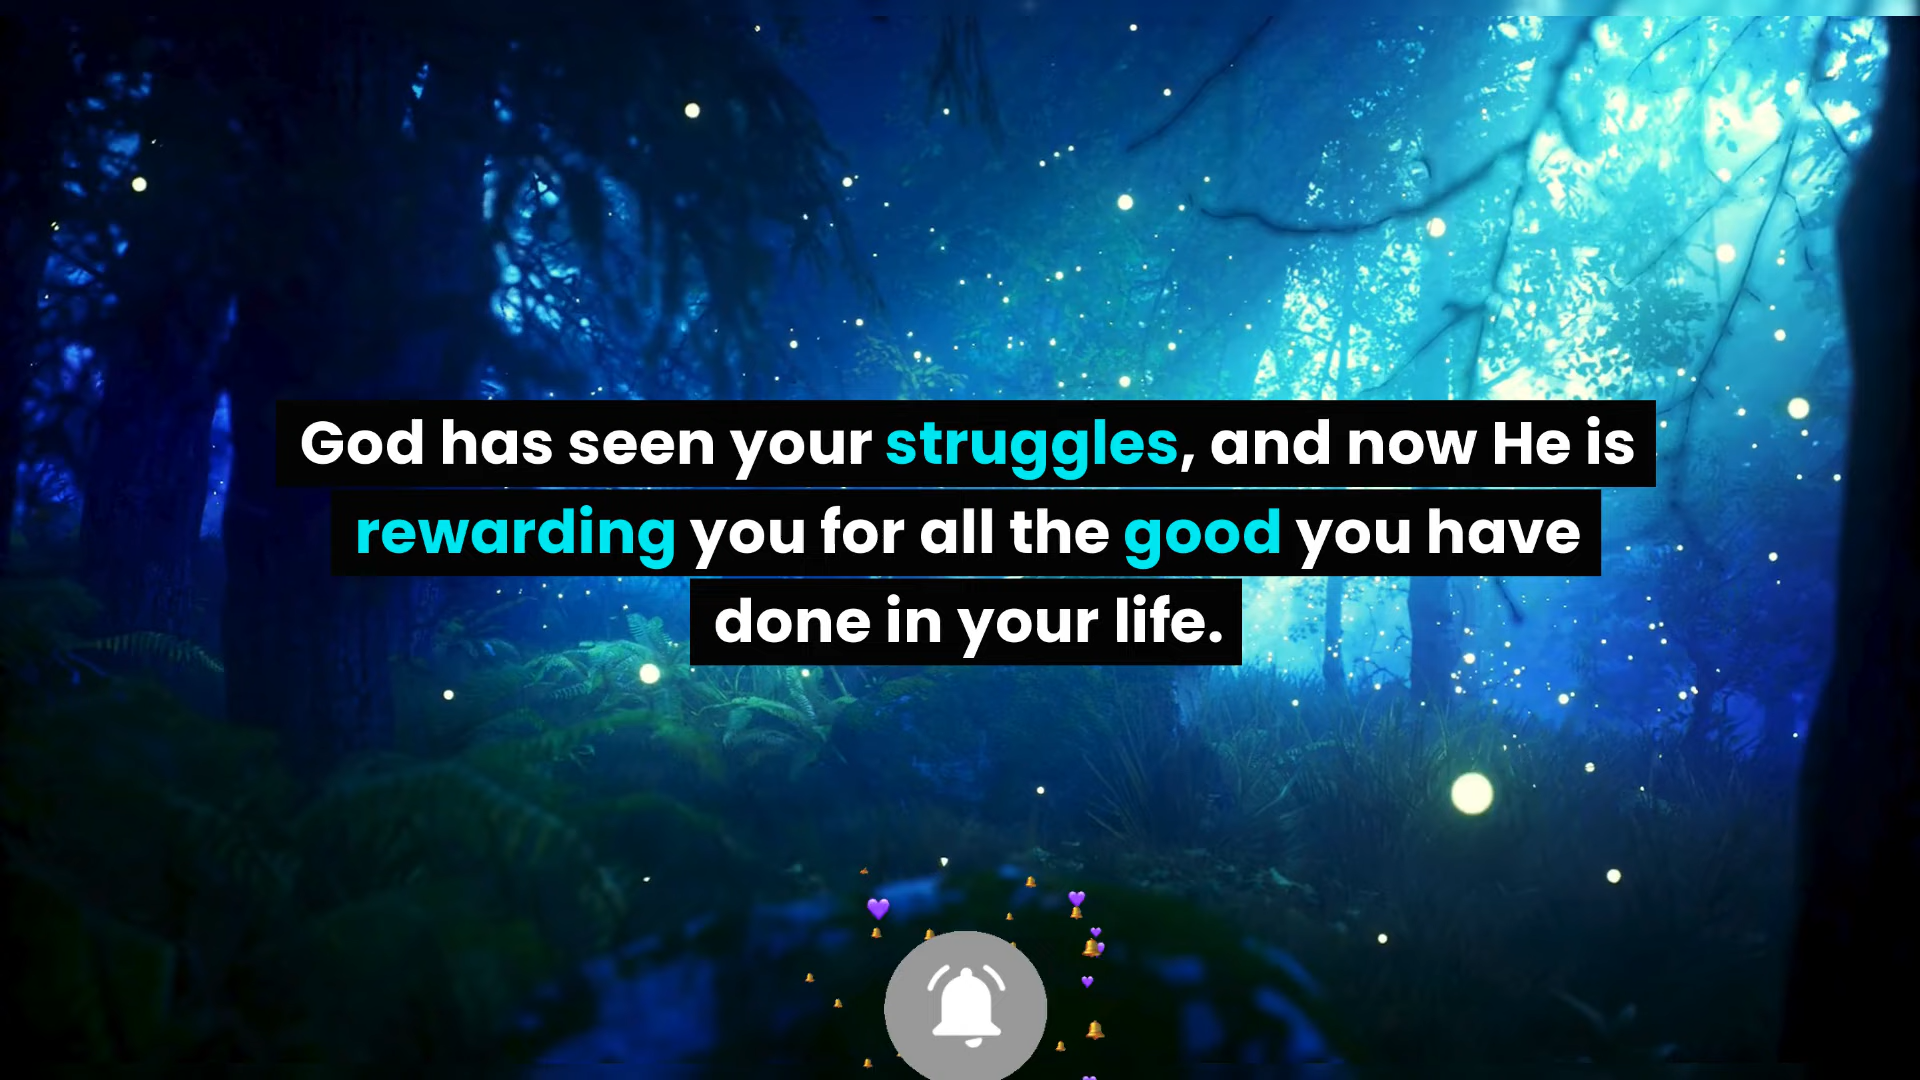 God has seen your struggles, and now He is
rewarding you for all the good you have
done in your life.